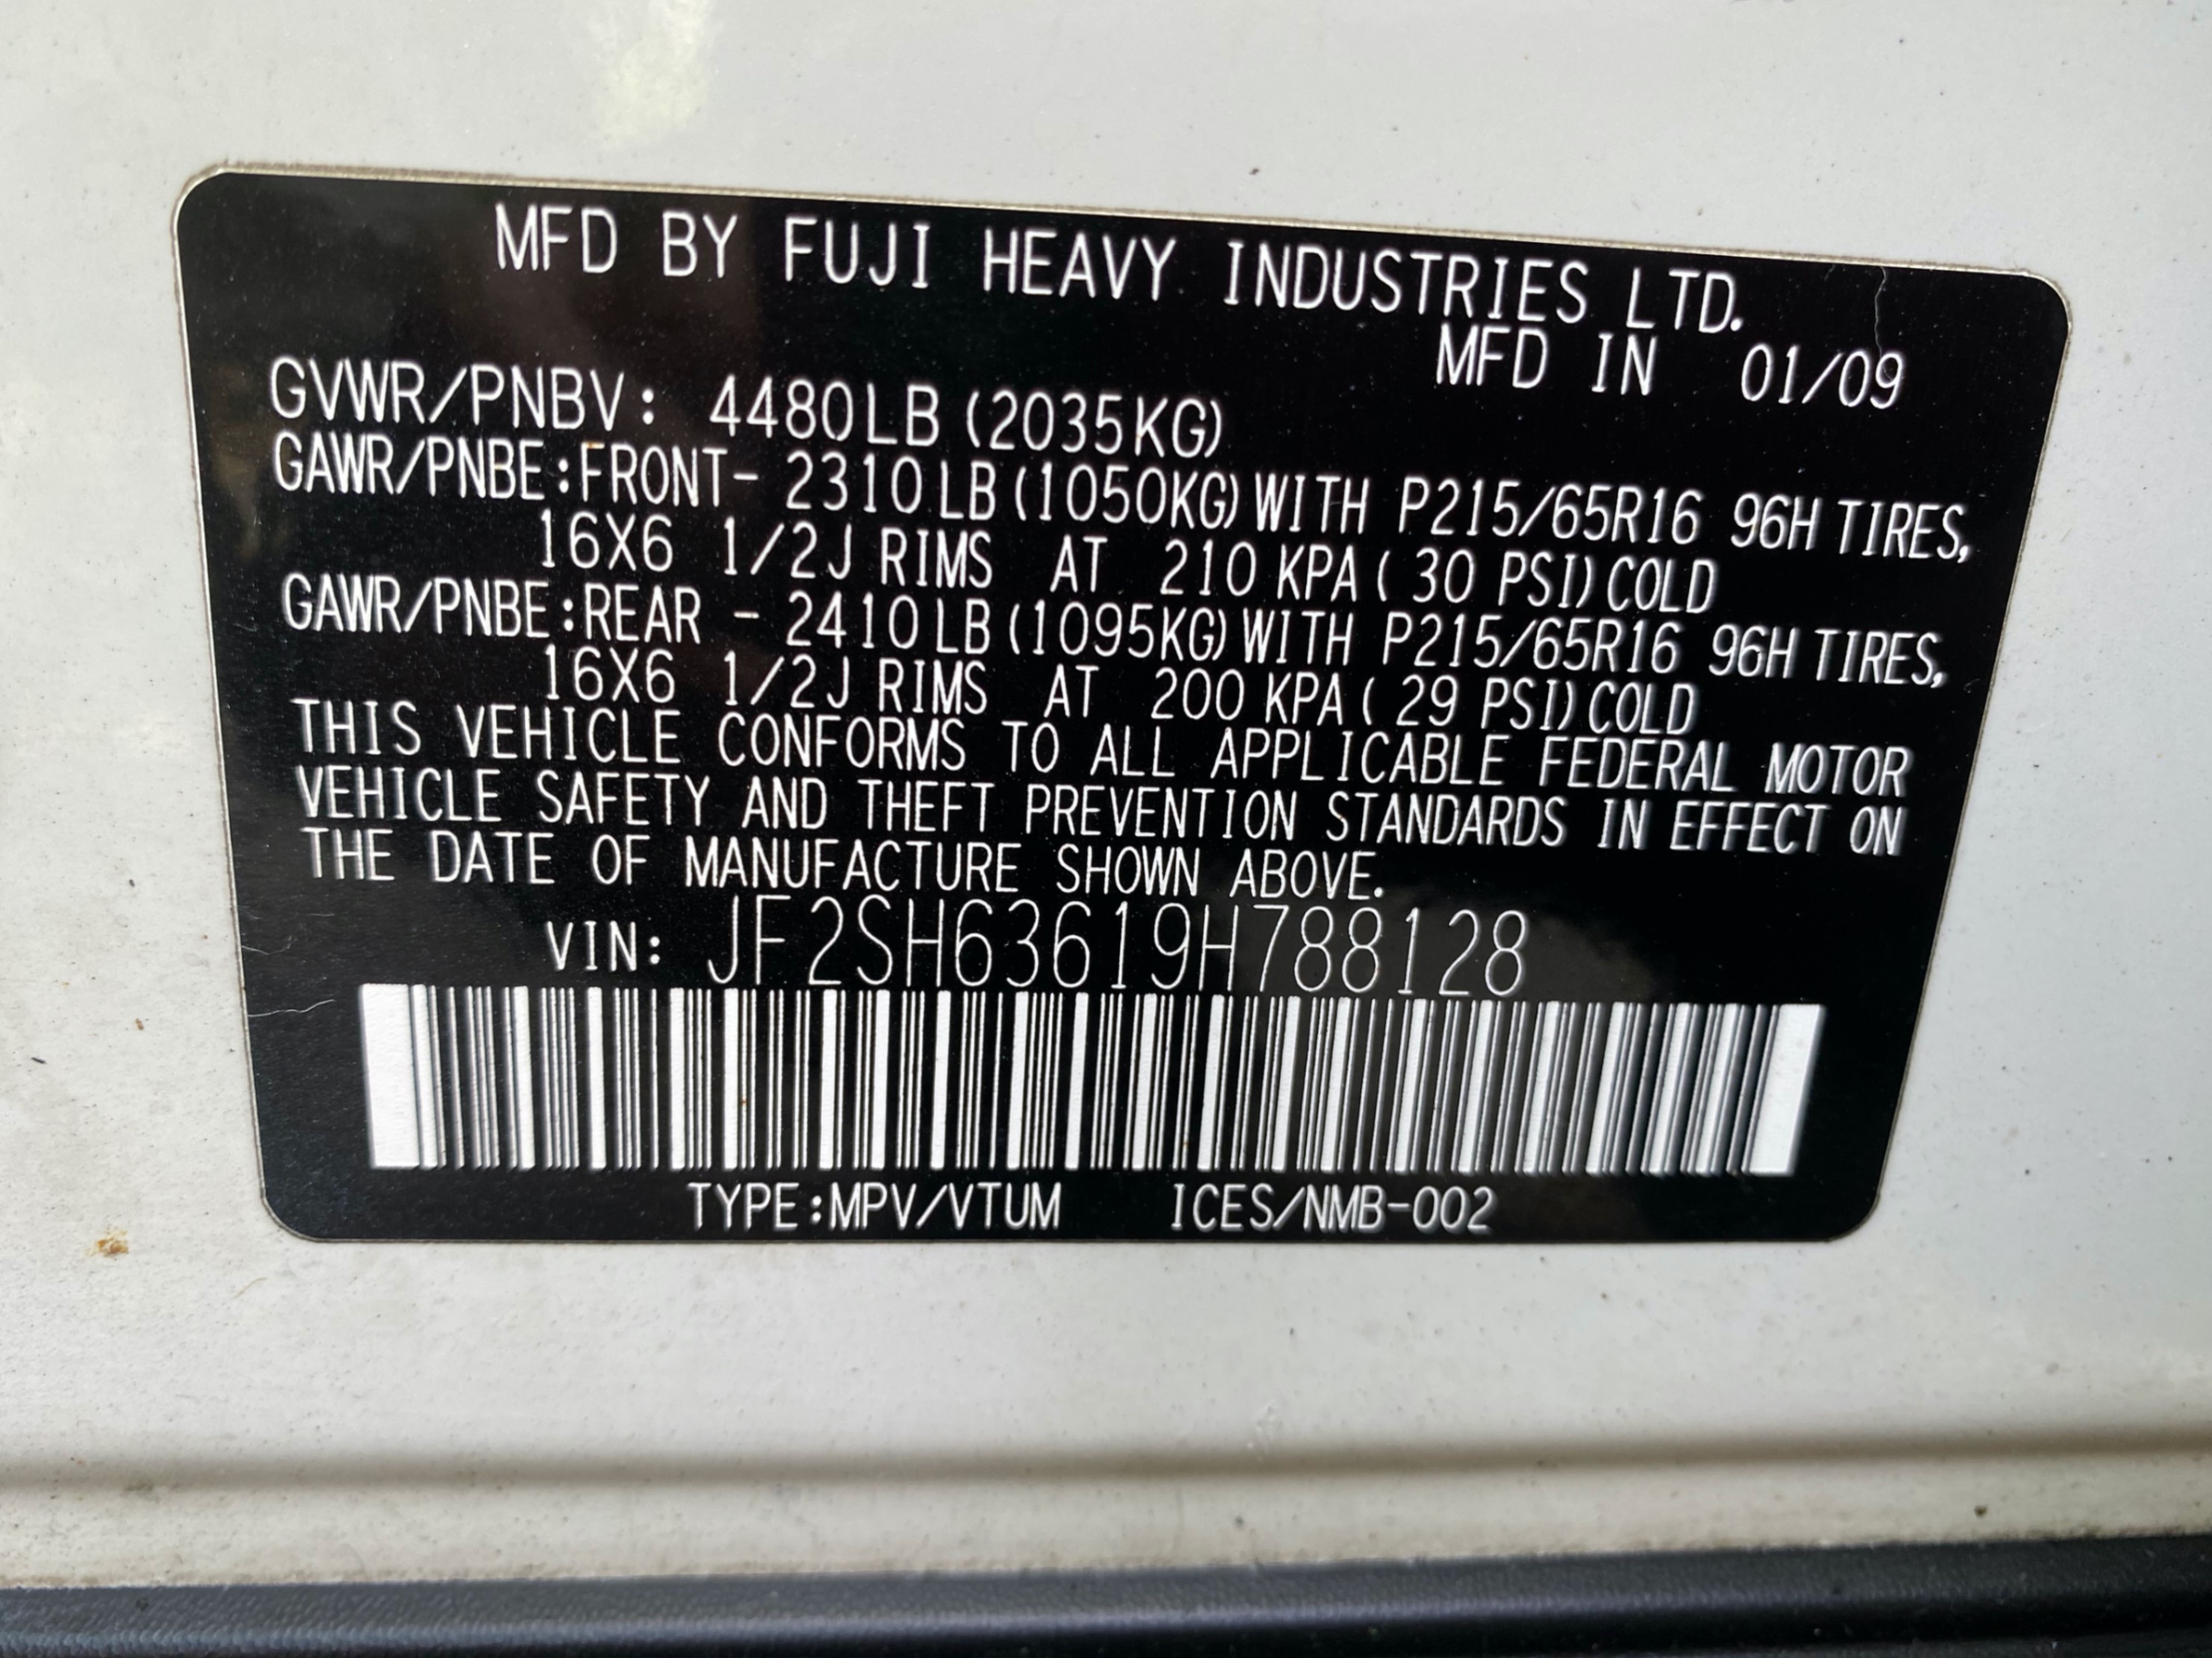 MFD BY FUJI HEAVY INDUSTRIES LTD.
MFD IN 01/09
GVWR/PNBV: 4480LB (2035KG)
GAWR/PNBE:FRONT- 2310LB (1050KG) WITH P215/65R16 96H TIRES,
16X6 1/2J RIMS AT 210 KPA ( 30 PSI) COLD
GAWR/PNBE:REAR - 2410LB (1095KG) WITH P215/65R16 96H TIRES,
16X6 1/2J RIMS AT 200 KPA ( 29 PSI) COLD
THIS VEHICLE CONFORMS TO ALL APPLICABLE FEDERAL MOTOR
VEHICLE SAFETY AND THEFT PREVENTION STANDARDS IN EFFECT ON
THE DATE OF MANUFACTURE SHOWN ABOVE.
VIN: JF2SH63619H788128
TYPE:MPV/VTUM ICES/NMB-002